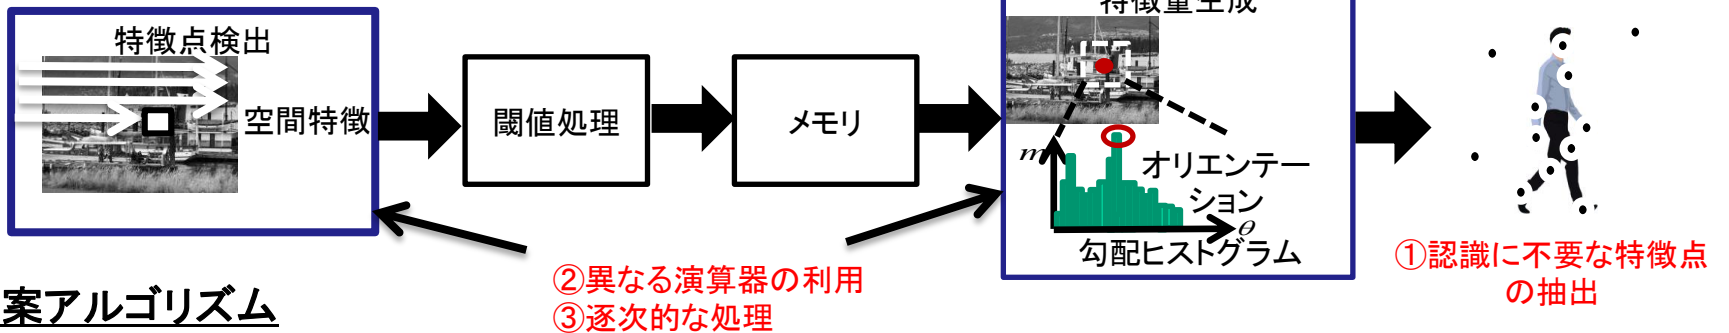 特徴点検出
空間特徴
閾値処理
メモリ
特徴量生成
m
オリエンテー
ション
θ
勾配ヒストグラム
①認識に不要な特徴点
の抽出
②異なる演算器の利用
③逐次的な処理
案アルゴリズム